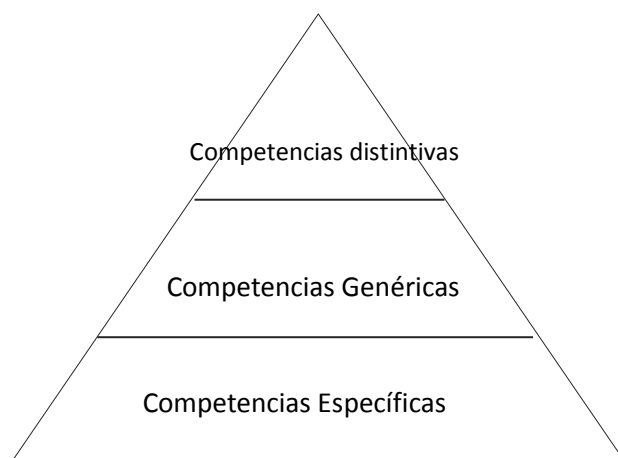 Competencias distintivas
Competencias Genéricas
Competencias Específicas